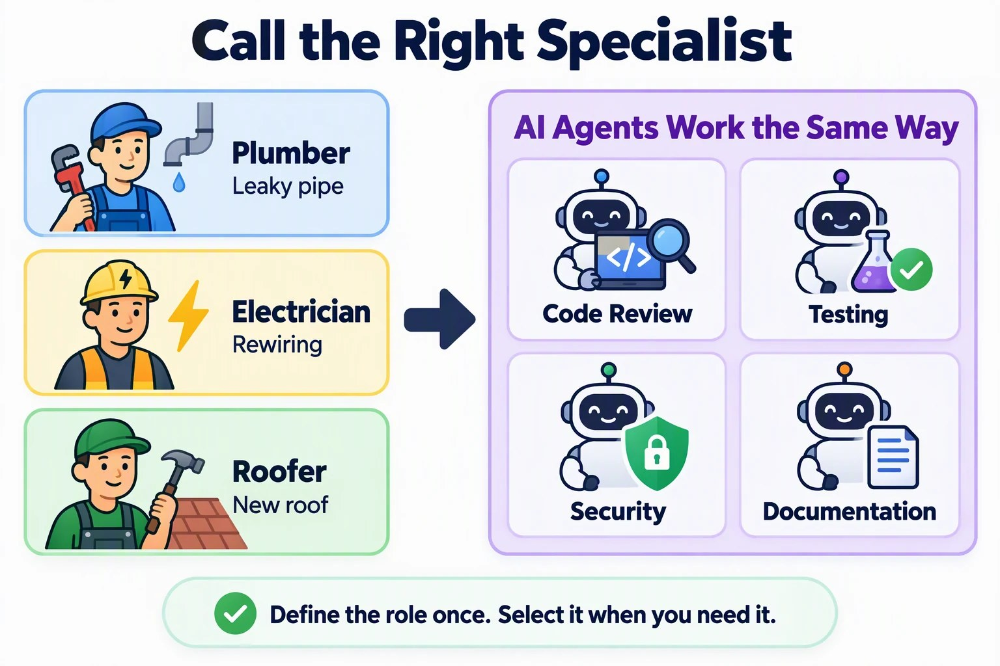 Call the Right Specialist
Plumber
Leaky pipe
Electrician
Rewiring
Roofer
New roof
AI Agents Work the Same Way
</>
Code Review
Testing
Security
Documentation
Define the role once. Select it when you need it.